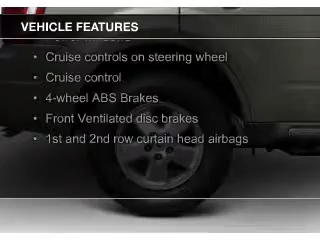 VEHICLE FEATURES
• Cruise controls on steering wheel
• Cruise control
• 4-wheel ABS Brakes
• Front Ventilated disc brakes
• 1st and 2nd row curtain head airbags